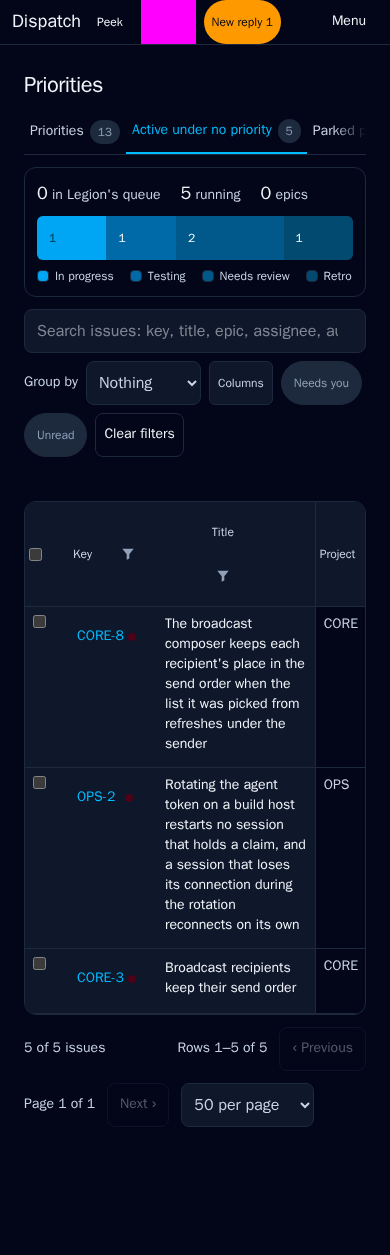 Dispatch Peek New reply 1 Menu
Priorities
Priorities 13 Active under no priority 5 Parked
0 in Legion's queue 5 running 0 epics
1 1 2 1
In progress Testing Needs review Retro
Search issues: key, title, epic, assignee, au
Group by Nothing Columns Needs you
Unread Clear filters
Title
Key Project
CORE-8 The broadcast CORE
composer keeps each
recipient's place in the
send order when the
list it was picked from
refreshes under the
sender
OPS-2 Rotating the agent OPS
token on a build host
restarts no session
that holds a claim, and
a session that loses
its connection during
the rotation
reconnects on its own
CORE-3 Broadcast recipients CORE
keep their send order
5 of 5 issues Rows 1–5 of 5 ‹ Previous
Page 1 of 1 Next › 50 per page